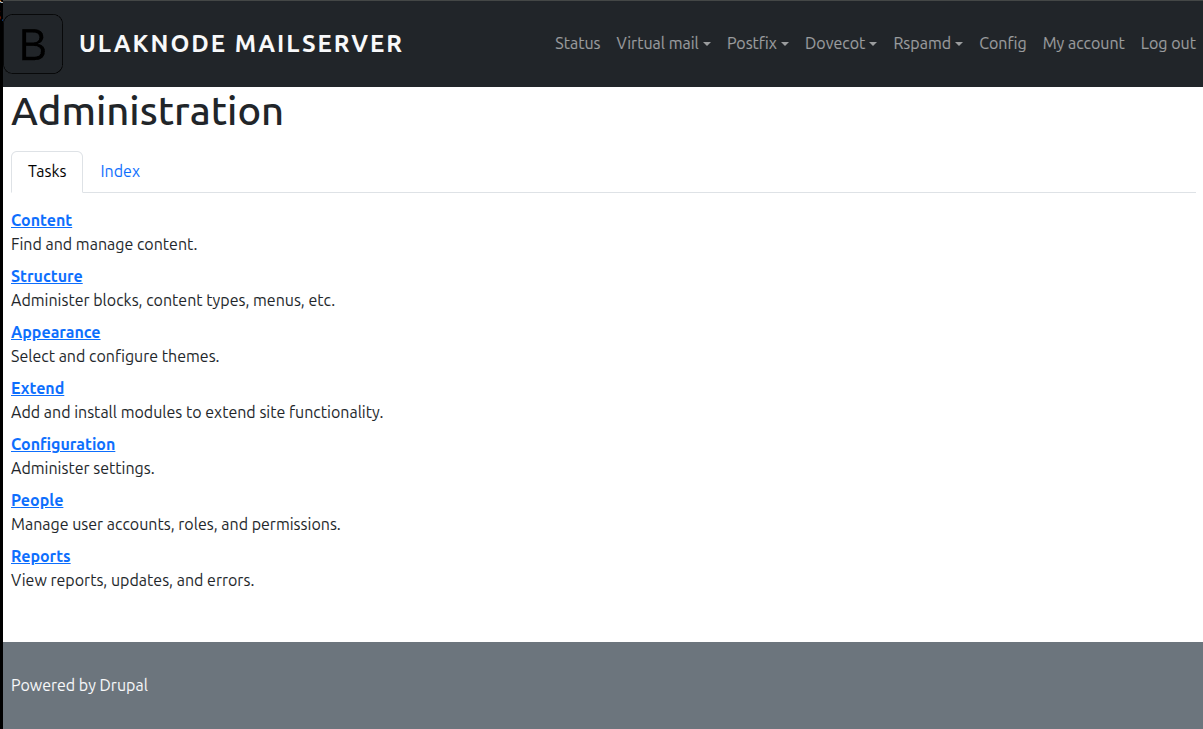 B ULAKNODE MAILSERVER Status Virtual mail Postfix Dovecot Rspamd Config My account Log out
Administration
Tasks Index
Content
Find and manage content.
Structure
Administer blocks, content types, menus, etc.
Appearance
Select and configure themes.
Extend
Add and install modules to extend site functionality.
Configuration
Administer settings.
People
Manage user accounts, roles, and permissions.
Reports
View reports, updates, and errors.
Powered by Drupal